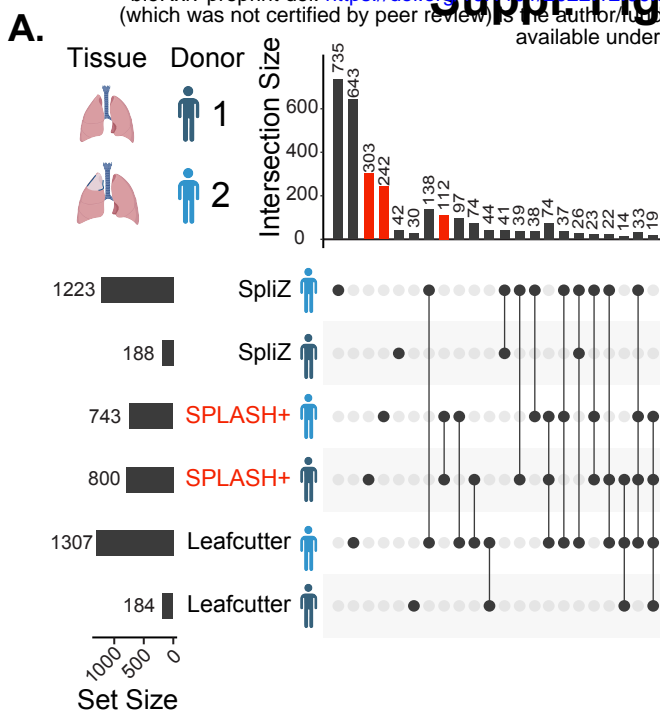 (which was not certified by peer review) is the author/fund
available under
A.
Tissue Donor
1
2
Intersection Size
600
400
200
0
735 643 303 242 42 30 138 112 97 74 44 41 39 38 74 37 26 23 22 14 33 19
1223 SpliZ
188 SpliZ
743 SPLASH+
800 SPLASH+
1307 Leafcutter
184 Leafcutter
1000 500 0
Set Size